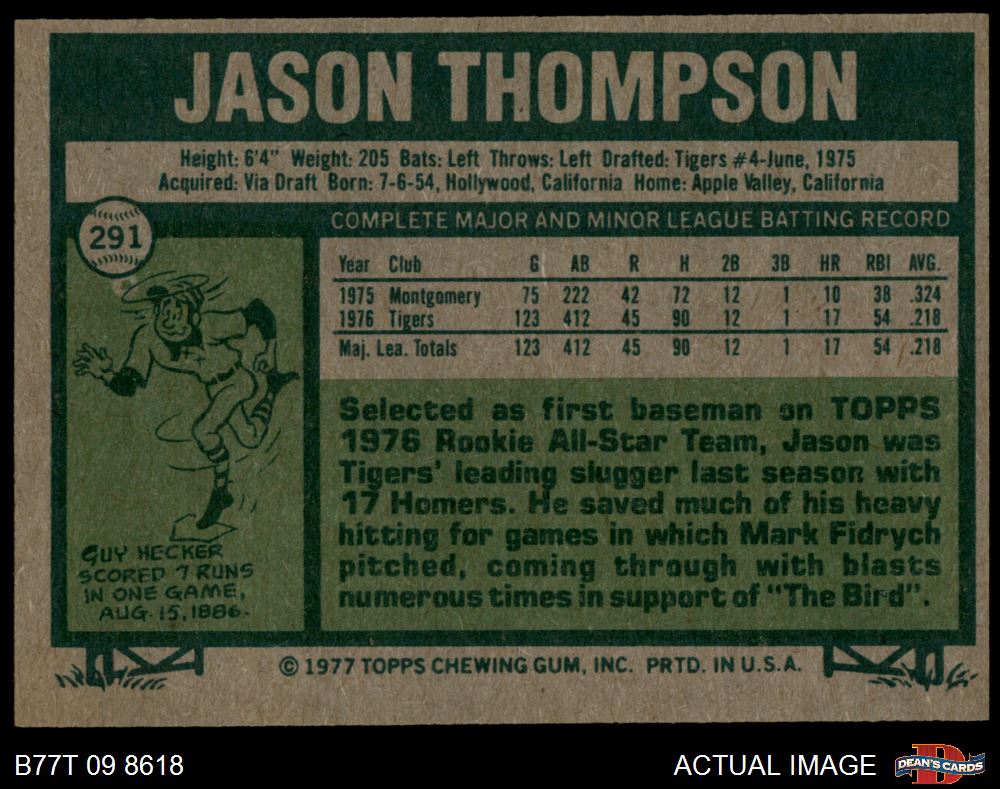 JASON THOMPSON
Height: 6'4" Weight: 205 Bats: Left Throws: Left Drafted: Tigers #4-June, 1975
Acquired: Via Draft Born: 7-6-54, Hollywood, California Home: Apple Valley, California
291
COMPLETE MAJOR AND MINOR LEAGUE BATTING RECORD
Year Club G AB R H 2B 3B HR RBI AVG.
1975 Montgomery 75 222 42 72 12 1 10 38 .324
1976 Tigers 123 412 45 90 12 1 17 54 .218
Maj. Lea. Totals 123 412 45 90 12 1 17 54 .218
Selected as first baseman on TOPPS
1976 Rookie All-Star Team, Jason was
Tigers' leading slugger last season with
17 Homers. He saved much of his heavy
hitting for games in which Mark Fidrych
pitched, coming through with blasts
numerous times in support of "The Bird".
GUY HECKER
SCORED 7 RUNS
IN ONE GAME,
AUG. 15, 1886.
© 1977 TOPPS CHEWING GUM, INC. PRTD. IN U.S.A.
B77T 09 8618
ACTUAL IMAGE
DEAN'S CARDS